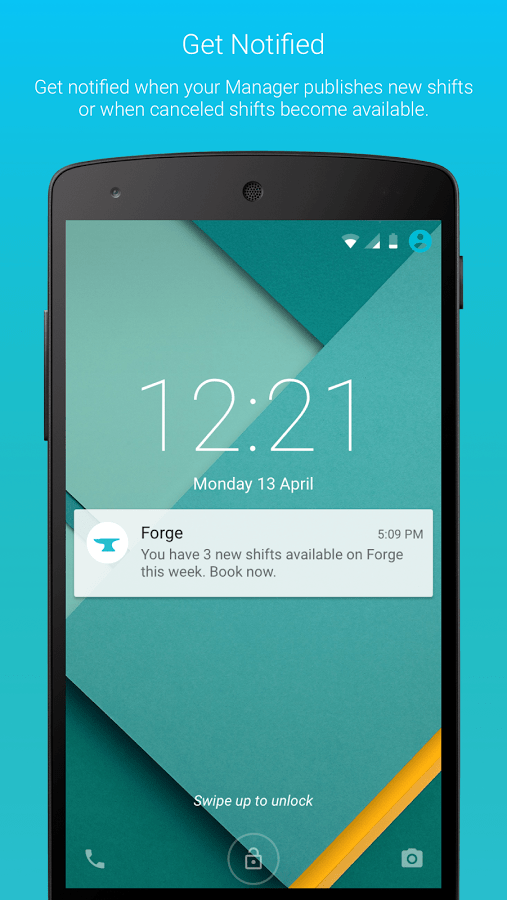 Get Notified
Get notified when your Manager publishes new shifts
or when canceled shifts become available.
12:21
Monday 13 April
Forge
5:09 PM
You have 3 new shifts available on Forge
this week. Book now.
Swipe up to unlock